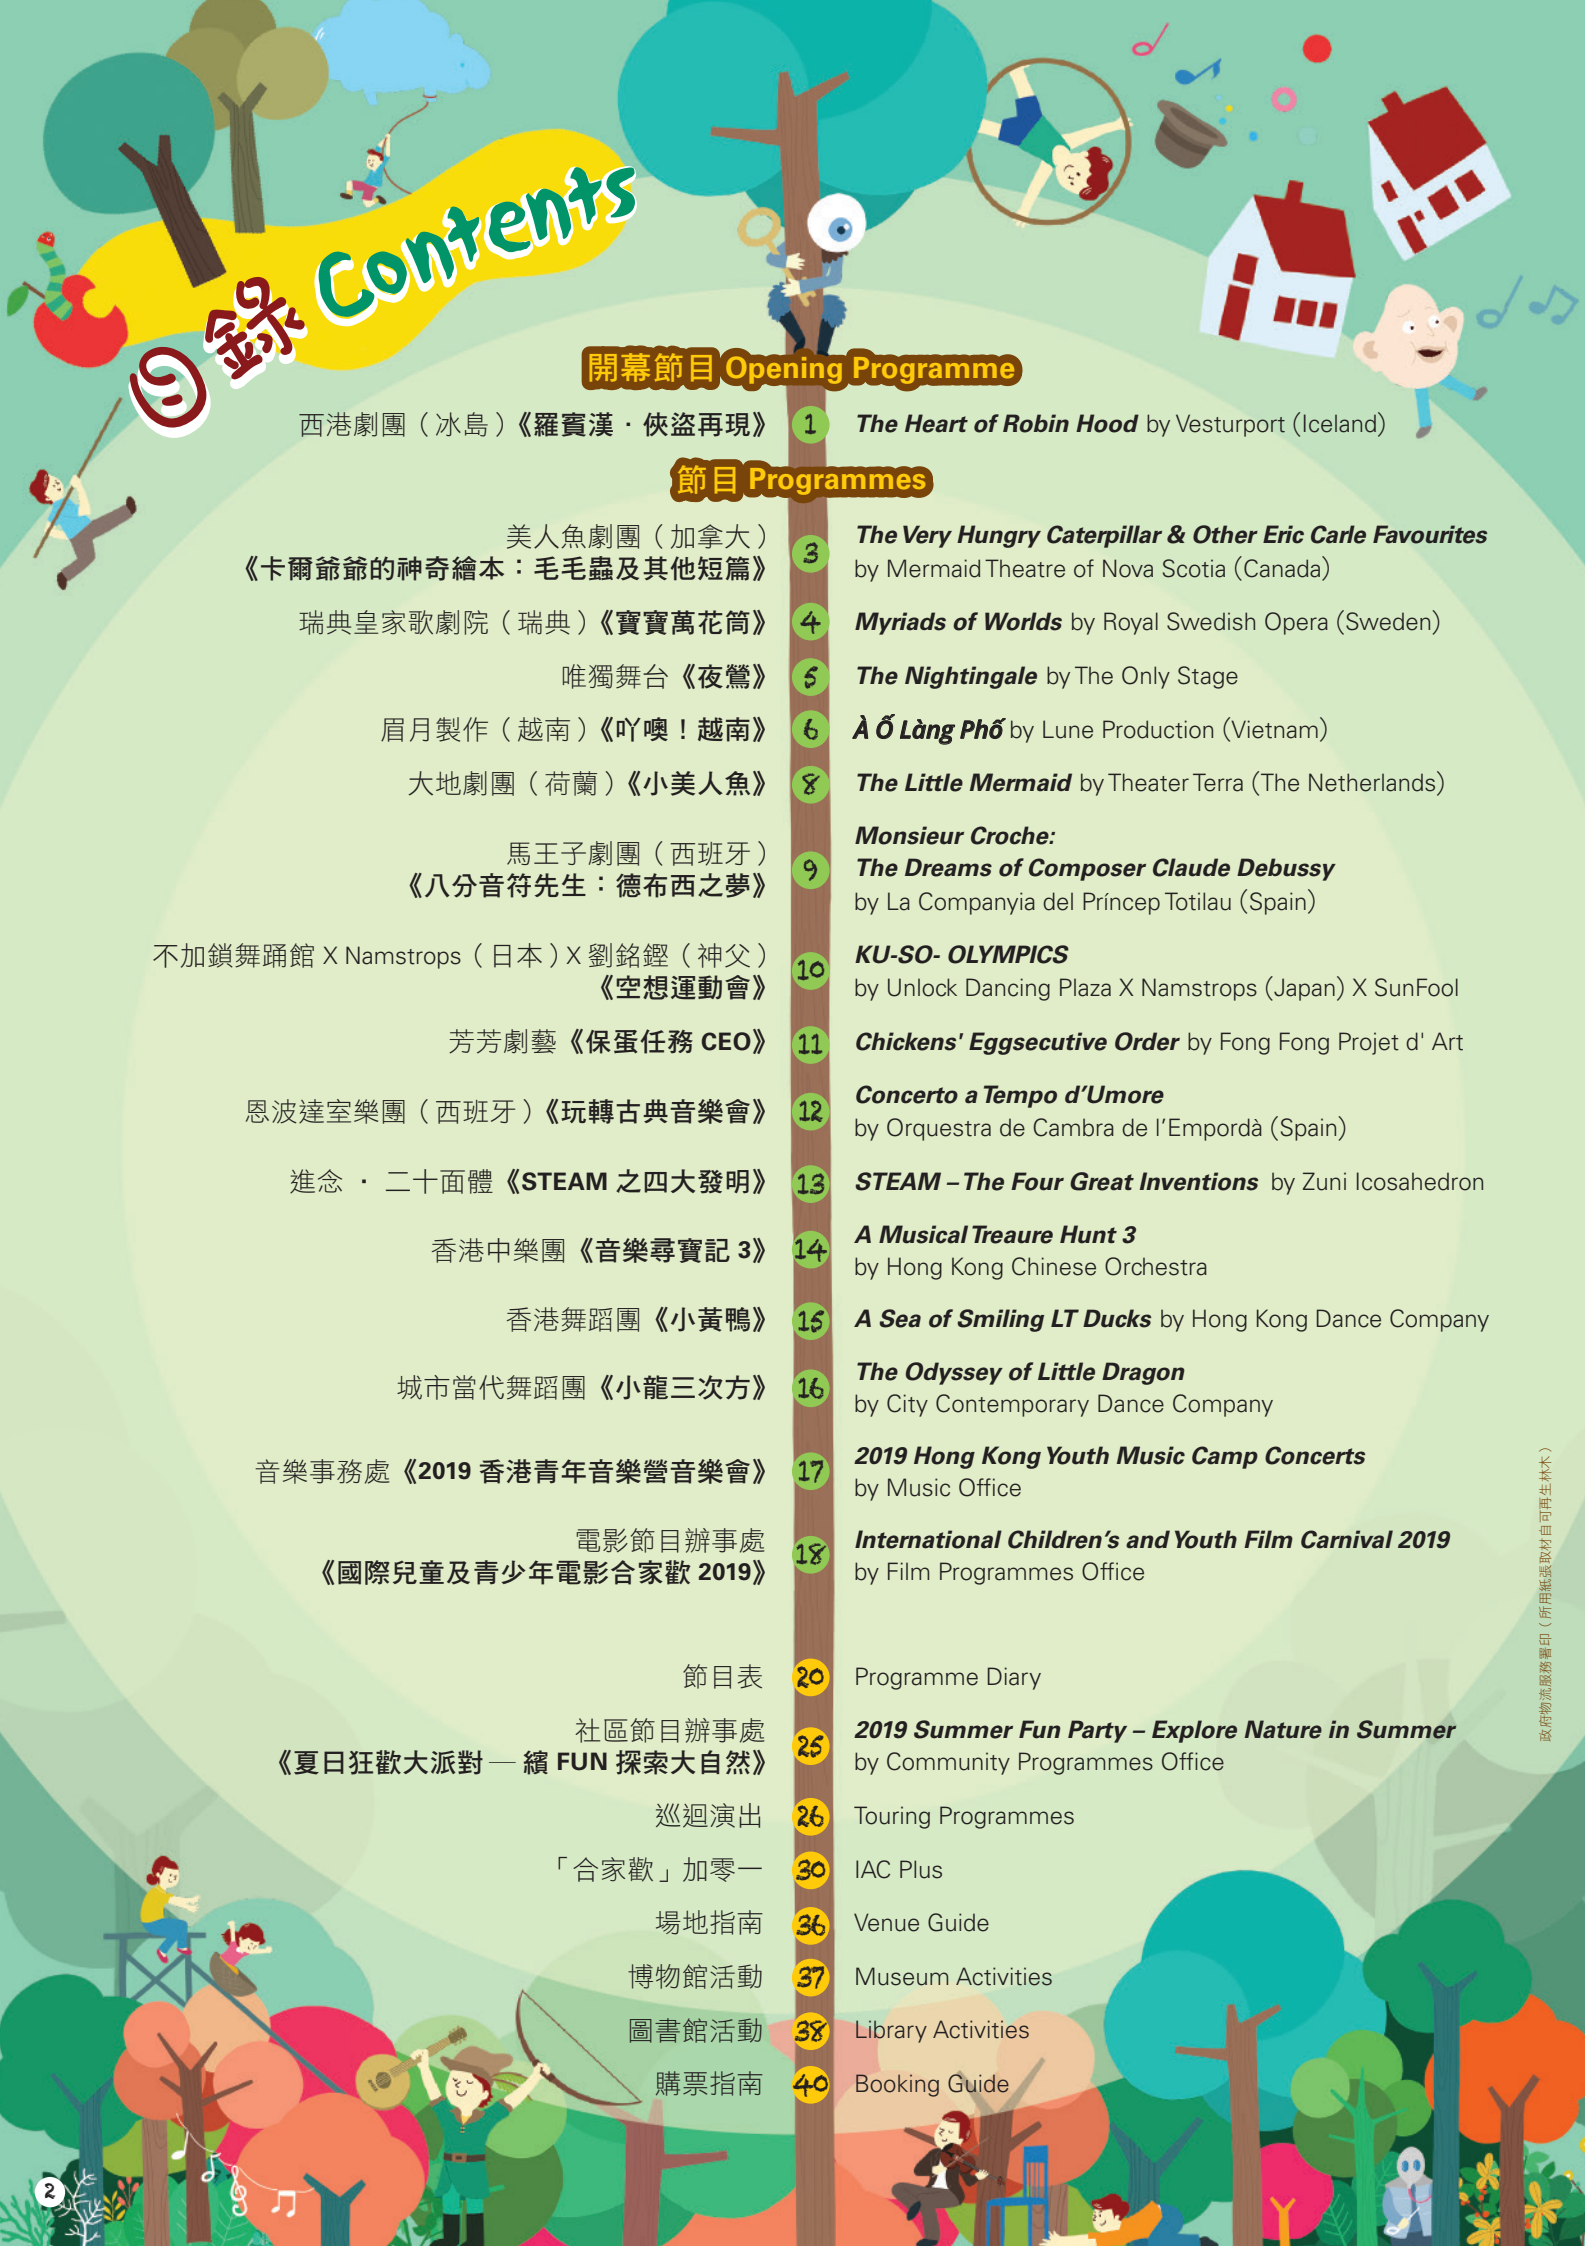 目錄 Contents
開幕節目 Opening Programme
西港劇團（冰島）《羅賓漢·俠盜再現》 1 The Heart of Robin Hood by Vesturport (Iceland)
節目 Programmes
美人魚劇團（加拿大）
《卡爾爺爺的神奇繪本：毛毛蟲及其他短篇》
3
The Very Hungry Caterpillar & Other Eric Carle Favourites
by Mermaid Theatre of Nova Scotia (Canada)
瑞典皇家歌劇院（瑞典）《寶寶萬花筒》 4 Myriads of Worlds by Royal Swedish Opera (Sweden)
唯獨舞台《夜鶯》 5 The Nightingale by The Only Stage
眉月製作（越南）《吖噢！越南》 6 À Ố Làng Phố by Lune Production (Vietnam)
大地劇團（荷蘭）《小美人魚》 8 The Little Mermaid by Theater Terra (The Netherlands)
馬王子劇團（西班牙）
《八分音符先生：德布西之夢》
9
Monsieur Croche:
The Dreams of Composer Claude Debussy
by La Companyia del Príncep Totilau (Spain)
不加鎖舞踊館 X Namstrops（日本）X 劉銘鏗（神父）
《空想運動會》
10
KU-SO- OLYMPICS
by Unlock Dancing Plaza X Namstrops (Japan) X SunFool
芳芳劇藝《保蛋任務 CEO》 11 Chickens' Eggsecutive Order by Fong Fong Projet d' Art
恩波達室樂團（西班牙）《玩轉古典音樂會》 12
Concerto a Tempo d’Umore
by Orquestra de Cambra de l’Empordà (Spain)
進念 · 二十面體《STEAM 之四大發明》 13 STEAM – The Four Great Inventions by Zuni Icosahedron
香港中樂團《音樂尋寶記 3》 14
A Musical Treaure Hunt 3
by Hong Kong Chinese Orchestra
香港舞蹈團《小黃鴨》 15 A Sea of Smiling LT Ducks by Hong Kong Dance Company
城市當代舞蹈團《小龍三次方》 16
The Odyssey of Little Dragon
by City Contemporary Dance Company
音樂事務處《2019 香港青年音樂營音樂會》 17
2019 Hong Kong Youth Music Camp Concerts
by Music Office
電影節目辦事處
《國際兒童及青少年電影合家歡 2019》
18
International Children’s and Youth Film Carnival 2019
by Film Programmes Office
節目表 20 Programme Diary
社區節目辦事處
《夏日狂歡大派對 — 繽 FUN 探索大自然》
25
2019 Summer Fun Party – Explore Nature in Summer
by Community Programmes Office
巡迴演出 26 Touring Programmes
「合家歡」加零一 30 IAC Plus
場地指南 36 Venue Guide
博物館活動 37 Museum Activities
圖書館活動 38 Library Activities
購票指南 40 Booking Guide
政府物流服務署印（所用紙張取材自可再生林木）
2